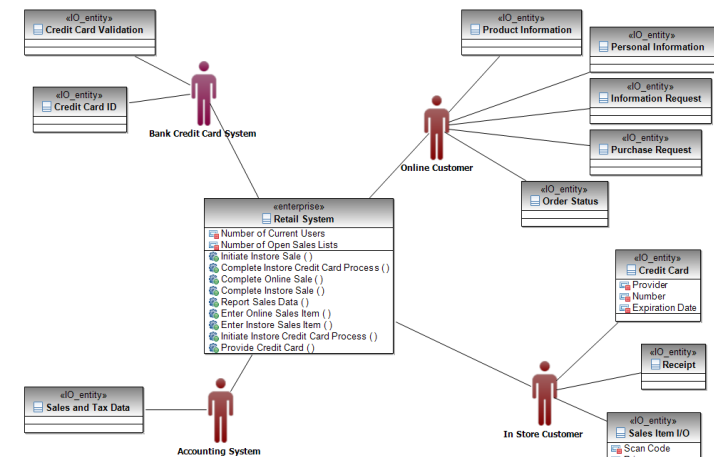 «IO_entity»
Credit Card Validation
«IO_entity»
Credit Card ID
Bank Credit Card System
«IO_entity»
Product Information
«IO_entity»
Personal Information
«IO_entity»
Information Request
«IO_entity»
Purchase Request
«IO_entity»
Order Status
Online Customer
«enterprise»
Retail System
Number of Current Users
Number of Open Sales Lists
Initiate Instore Sale ( )
Complete Instore Credit Card Process ( )
Complete Online Sale ( )
Complete Instore Sale ( )
Report Sales Data ( )
Enter Online Sales Item ( )
Enter Instore Sales Item ( )
Initiate Instore Credit Card Process ( )
Provide Credit Card ( )
«IO_entity»
Credit Card
Provider
Number
Expiration Date
«IO_entity»
Receipt
«IO_entity»
Sales Item I/O
Scan Code
In Store Customer
«IO_entity»
Sales and Tax Data
Accounting System